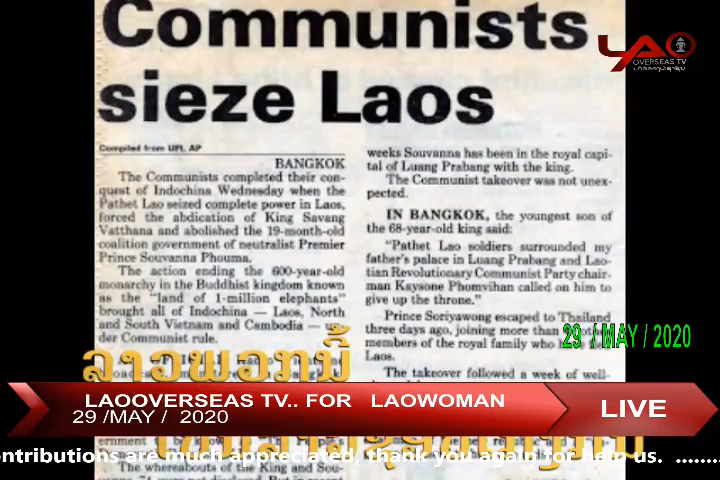 Communists
sieze Laos
Compiled from UPI, AP
BANGKOK
The Communists completed their con-
quest of Indochina Wednesday when the
Pathet Lao seized complete power in Laos,
forced the abdication of King Savang
Vatthana and abolished the 19-month-old
coalition government of neutralist Premier
Prince Souvanna Phouma.
The action ending the 600-year-old
monarchy in the Buddhist kingdom known
as the "land of 1-million elephants"
brought all of Indochina — Laos, North
and South Vietnam and Cambodia —
der Communist rule.
weeks Souvanna has been in the royal capi-
tal of Luang Prabang with the king.
The Communist takeover was not unex-
pected.
IN BANGKOK, the youngest son of
the 68-year-old king said:
"Pathet Lao soldiers surrounded my
father's palace in Luang Prabang and Lao-
tian Revolutionary Communist Party chair-
man Kaysone Phomvihan called on him to
give up the throne."
Prince Soriyawong escaped to Thailand
three days ago, joining more than
members of the royal family who
Laos.
The takeover followed a week of well-
LAO
OVERSEAS TV
29 / MAY / 2020
ລາວພວກນີ້
LAOOVERSEAS TV.. FOR LAOWOMAN
29 /MAY / 2020
LIVE
ernment
ontributions are much appreciated, thank you again for help us. ........
The whereabouts of the King and Sou-